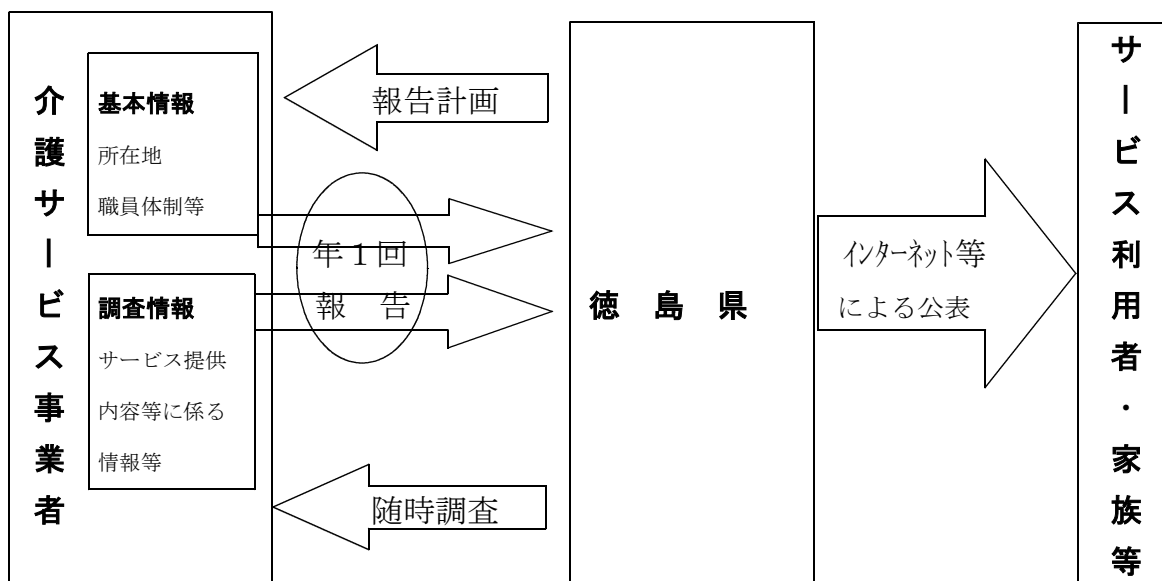 介護サービス事業者
基本情報
所在地
職員体制等
調査情報
サービス提供
内容等に係る
情報等
報告計画
年１回
報　告
随時調査
徳　島　県
インターネット等
による公表
サービス利用者・家族等